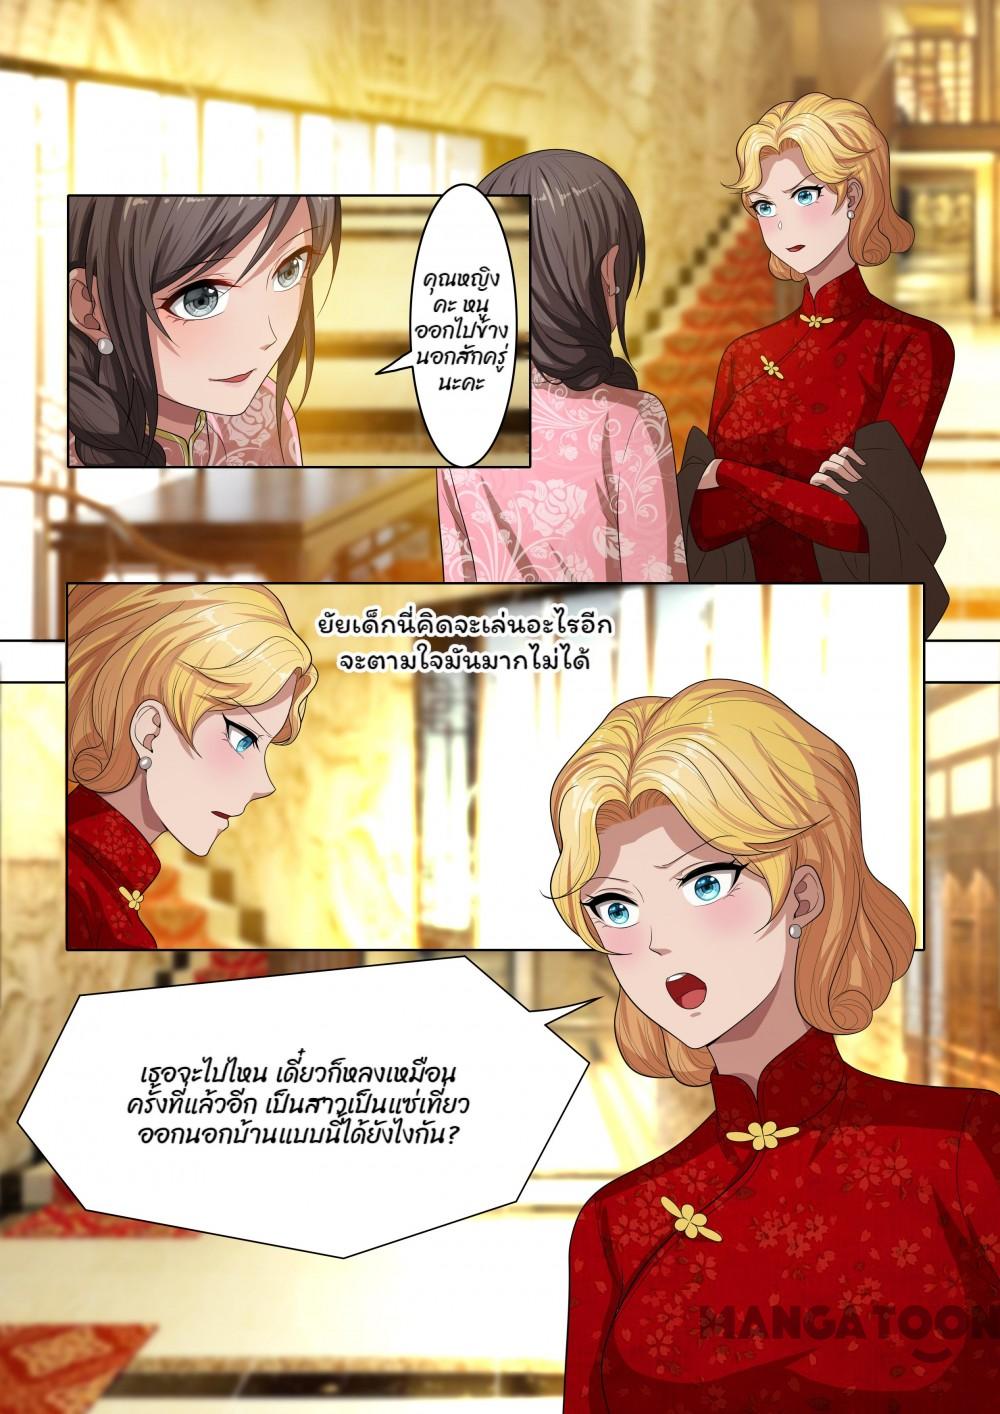 คุณหญิง
คะ หนู
ออกไปข้าง
นอกสักครู่
นะคะ
ยัยเด็กนี่คิดจะเล่นอะไรอีก
จะตามใจมันมากไม่ได้
เธอจะไปไหน เดี๋ยวก็หลงเหมือน
ครั้งที่แล้วอีก เป็นสาวเป็นแซ่เที่ยว
ออกนอกบ้านแบบนี้ได้ยังไงกัน?
MANGATOON